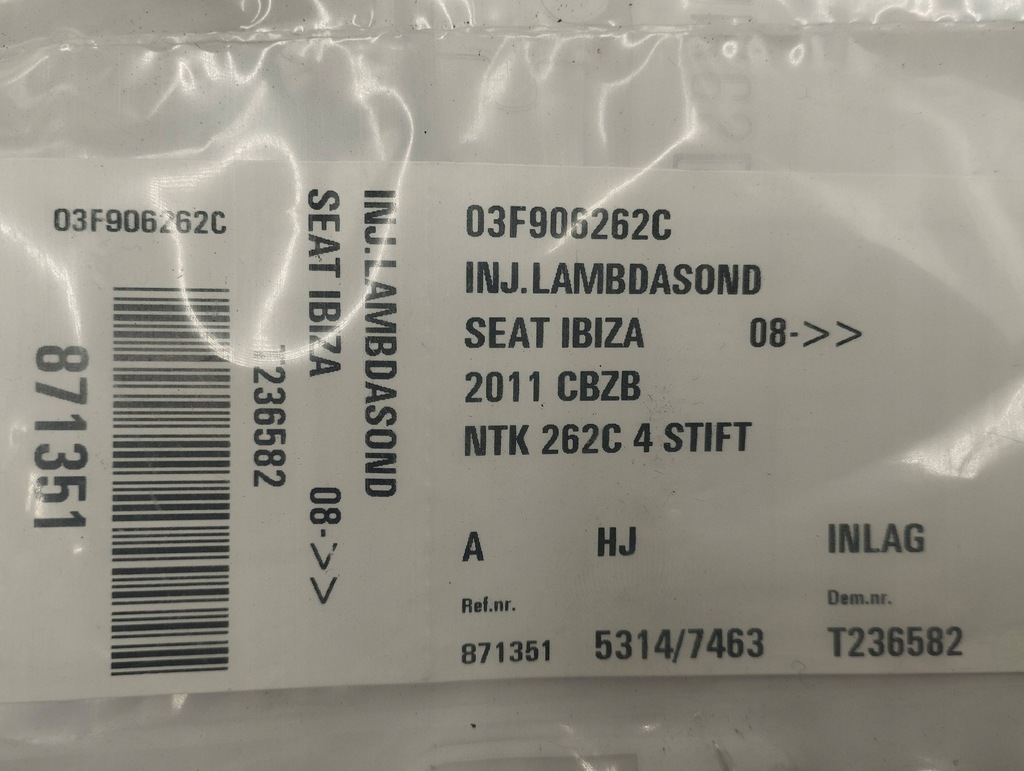 03F906262C
871351
T236582
SEAT IBIZA 08->>
INJ.LAMBDASOND
03F906262C
INJ.LAMBDASOND
SEAT IBIZA 08->>
2011 CBZB
NTK 262C 4 STIFT
A HJ INLAG
Ref.nr. Dem.nr.
871351 5314/7463 T236582